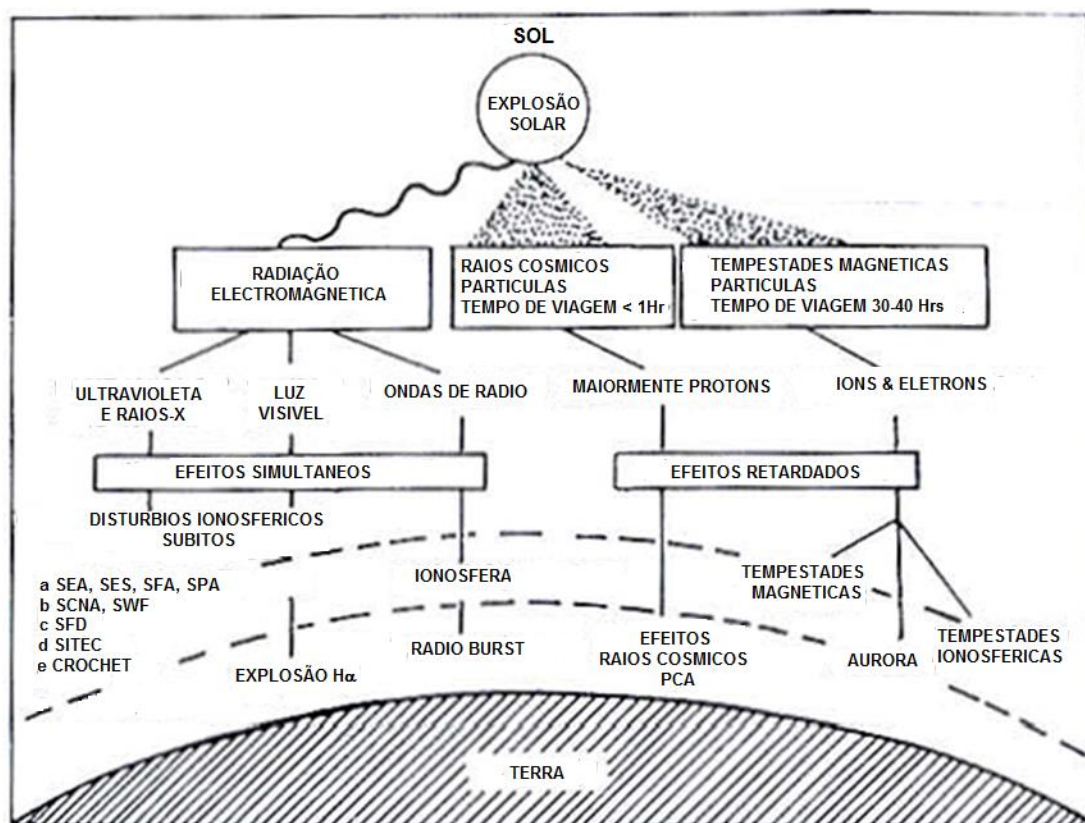 SOL
EXPLOSÃO
SOLAR
RADIAÇÃO
ELECTROMAGNETICA
RAIOS COSMICOS
PARTICULAS
TEMPO DE VIAGEM < 1Hr
TEMPESTADES MAGNETICAS
PARTICULAS
TEMPO DE VIAGEM 30-40 Hrs
ULTRAVIOLETA
E RAIOS-X
LUZ
VISIVEL
ONDAS DE RADIO
MAIORMENTE PROTONS
IONS & ELETRONS
EFEITOS SIMULTANEOS
EFEITOS RETARDADOS
DISTURBIOS IONOSFERICOS
SUBITOS
a SEA, SES, SFA, SPA
b SCNA, SWF
c SFD
d SITEC
e CROCHET
EXPLOSÃO Hα
IONOSFERA
RADIO BURST
EFEITOS
RAIOS COSMICOS
PCA
TEMPESTADES
MAGNETICAS
AURORA
TEMPESTADES
IONOSFERICAS
TERRA